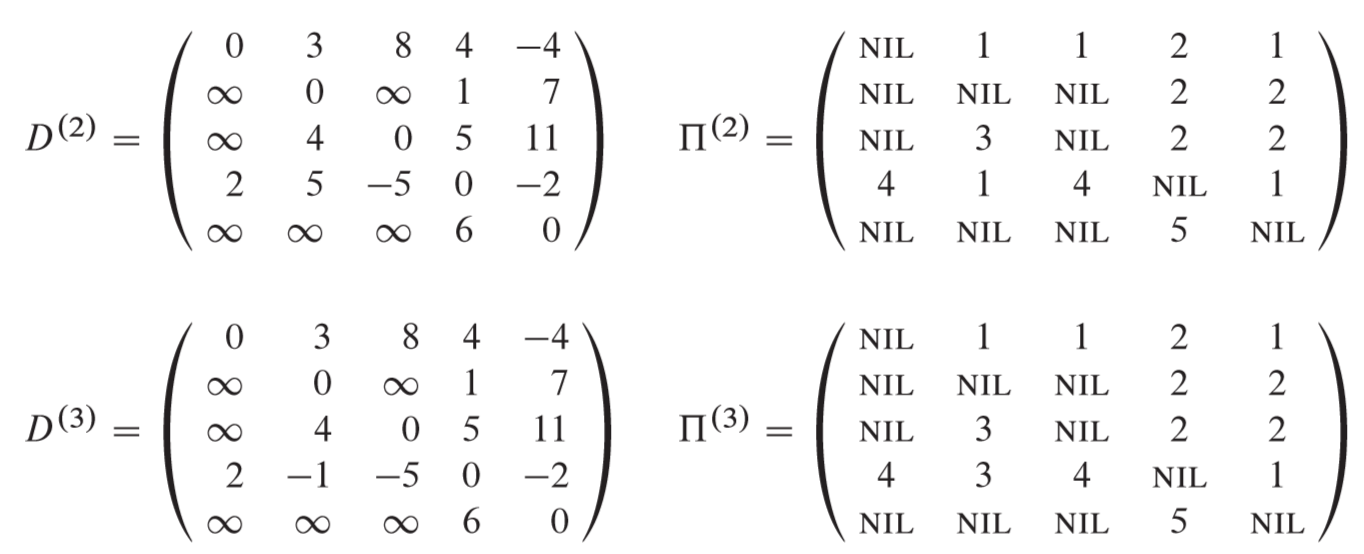 0 3 8 4 −4 NIL 1 1 2 1
∞ 0 ∞ 1 7 NIL NIL NIL 2 2
D(2) = ∞ 4 0 5 11 Π(2) = NIL 3 NIL 2 2
2 5 −5 0 −2 4 1 4 NIL 1
∞ ∞ ∞ 6 0 NIL NIL NIL 5 NIL
0 3 8 4 −4 NIL 1 1 2 1
∞ 0 ∞ 1 7 NIL NIL NIL 2 2
D(3) = ∞ 4 0 5 11 Π(3) = NIL 3 NIL 2 2
2 −1 −5 0 −2 4 3 4 NIL 1
∞ ∞ ∞ 6 0 NIL NIL NIL 5 NIL